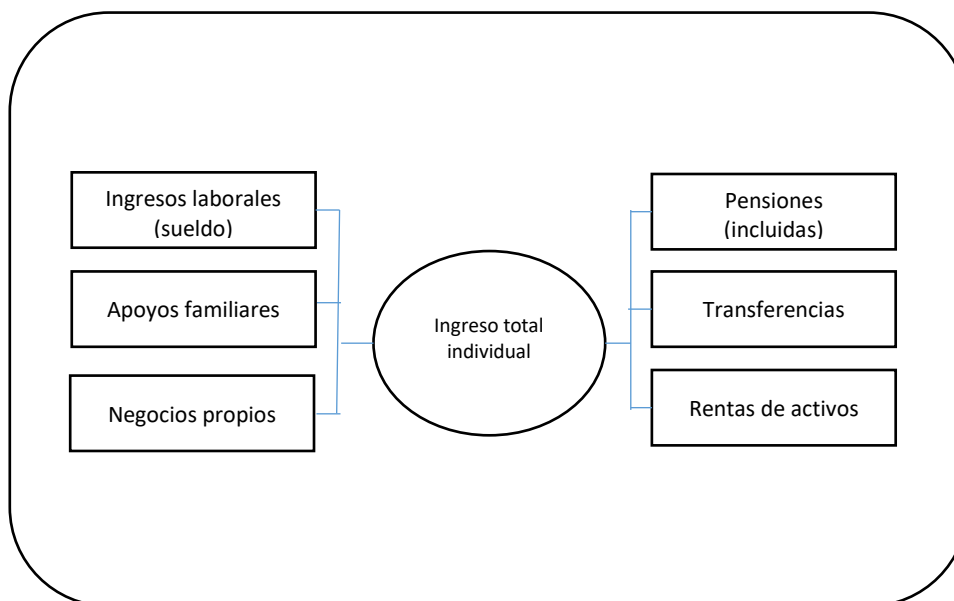 Ingresos laborales
(sueldo)
Apoyos familiares
Negocios propios
Ingreso total
individual
Pensiones
(incluidas)
Transferencias
Rentas de activos